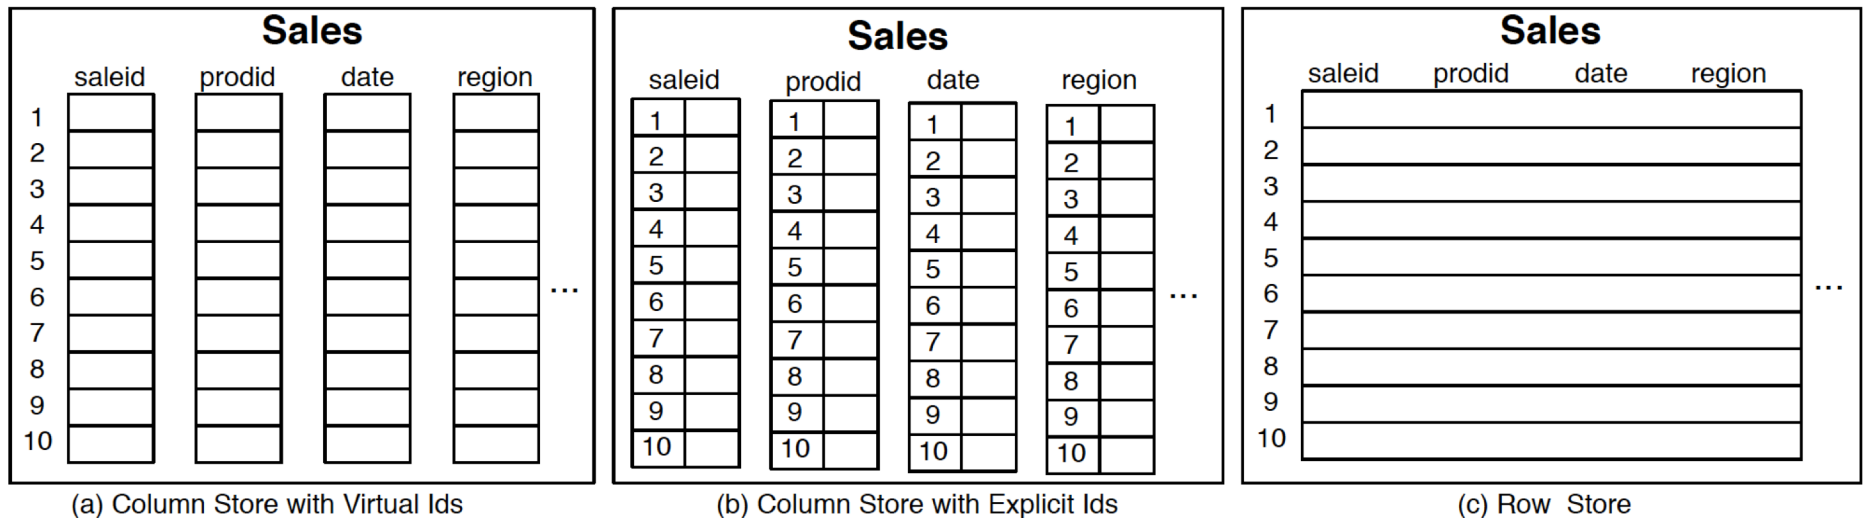 Sales
saleid prodid date region
1
2
3
4
5
6
7
8
9
10
...
(a) Column Store with Virtual Ids
Sales
saleid prodid date region
1 1 1 1
2 2 2 2
3 3 3 3
4 4 4 4
5 5 5 5
6 6 6 6
7 7 7 7
8 8 8 8
9 9 9 9
10 10 10 10
...
(b) Column Store with Explicit Ids
Sales
saleid prodid date region
1
2
3
4
5
6
7
8
9
10
...
(c) Row Store